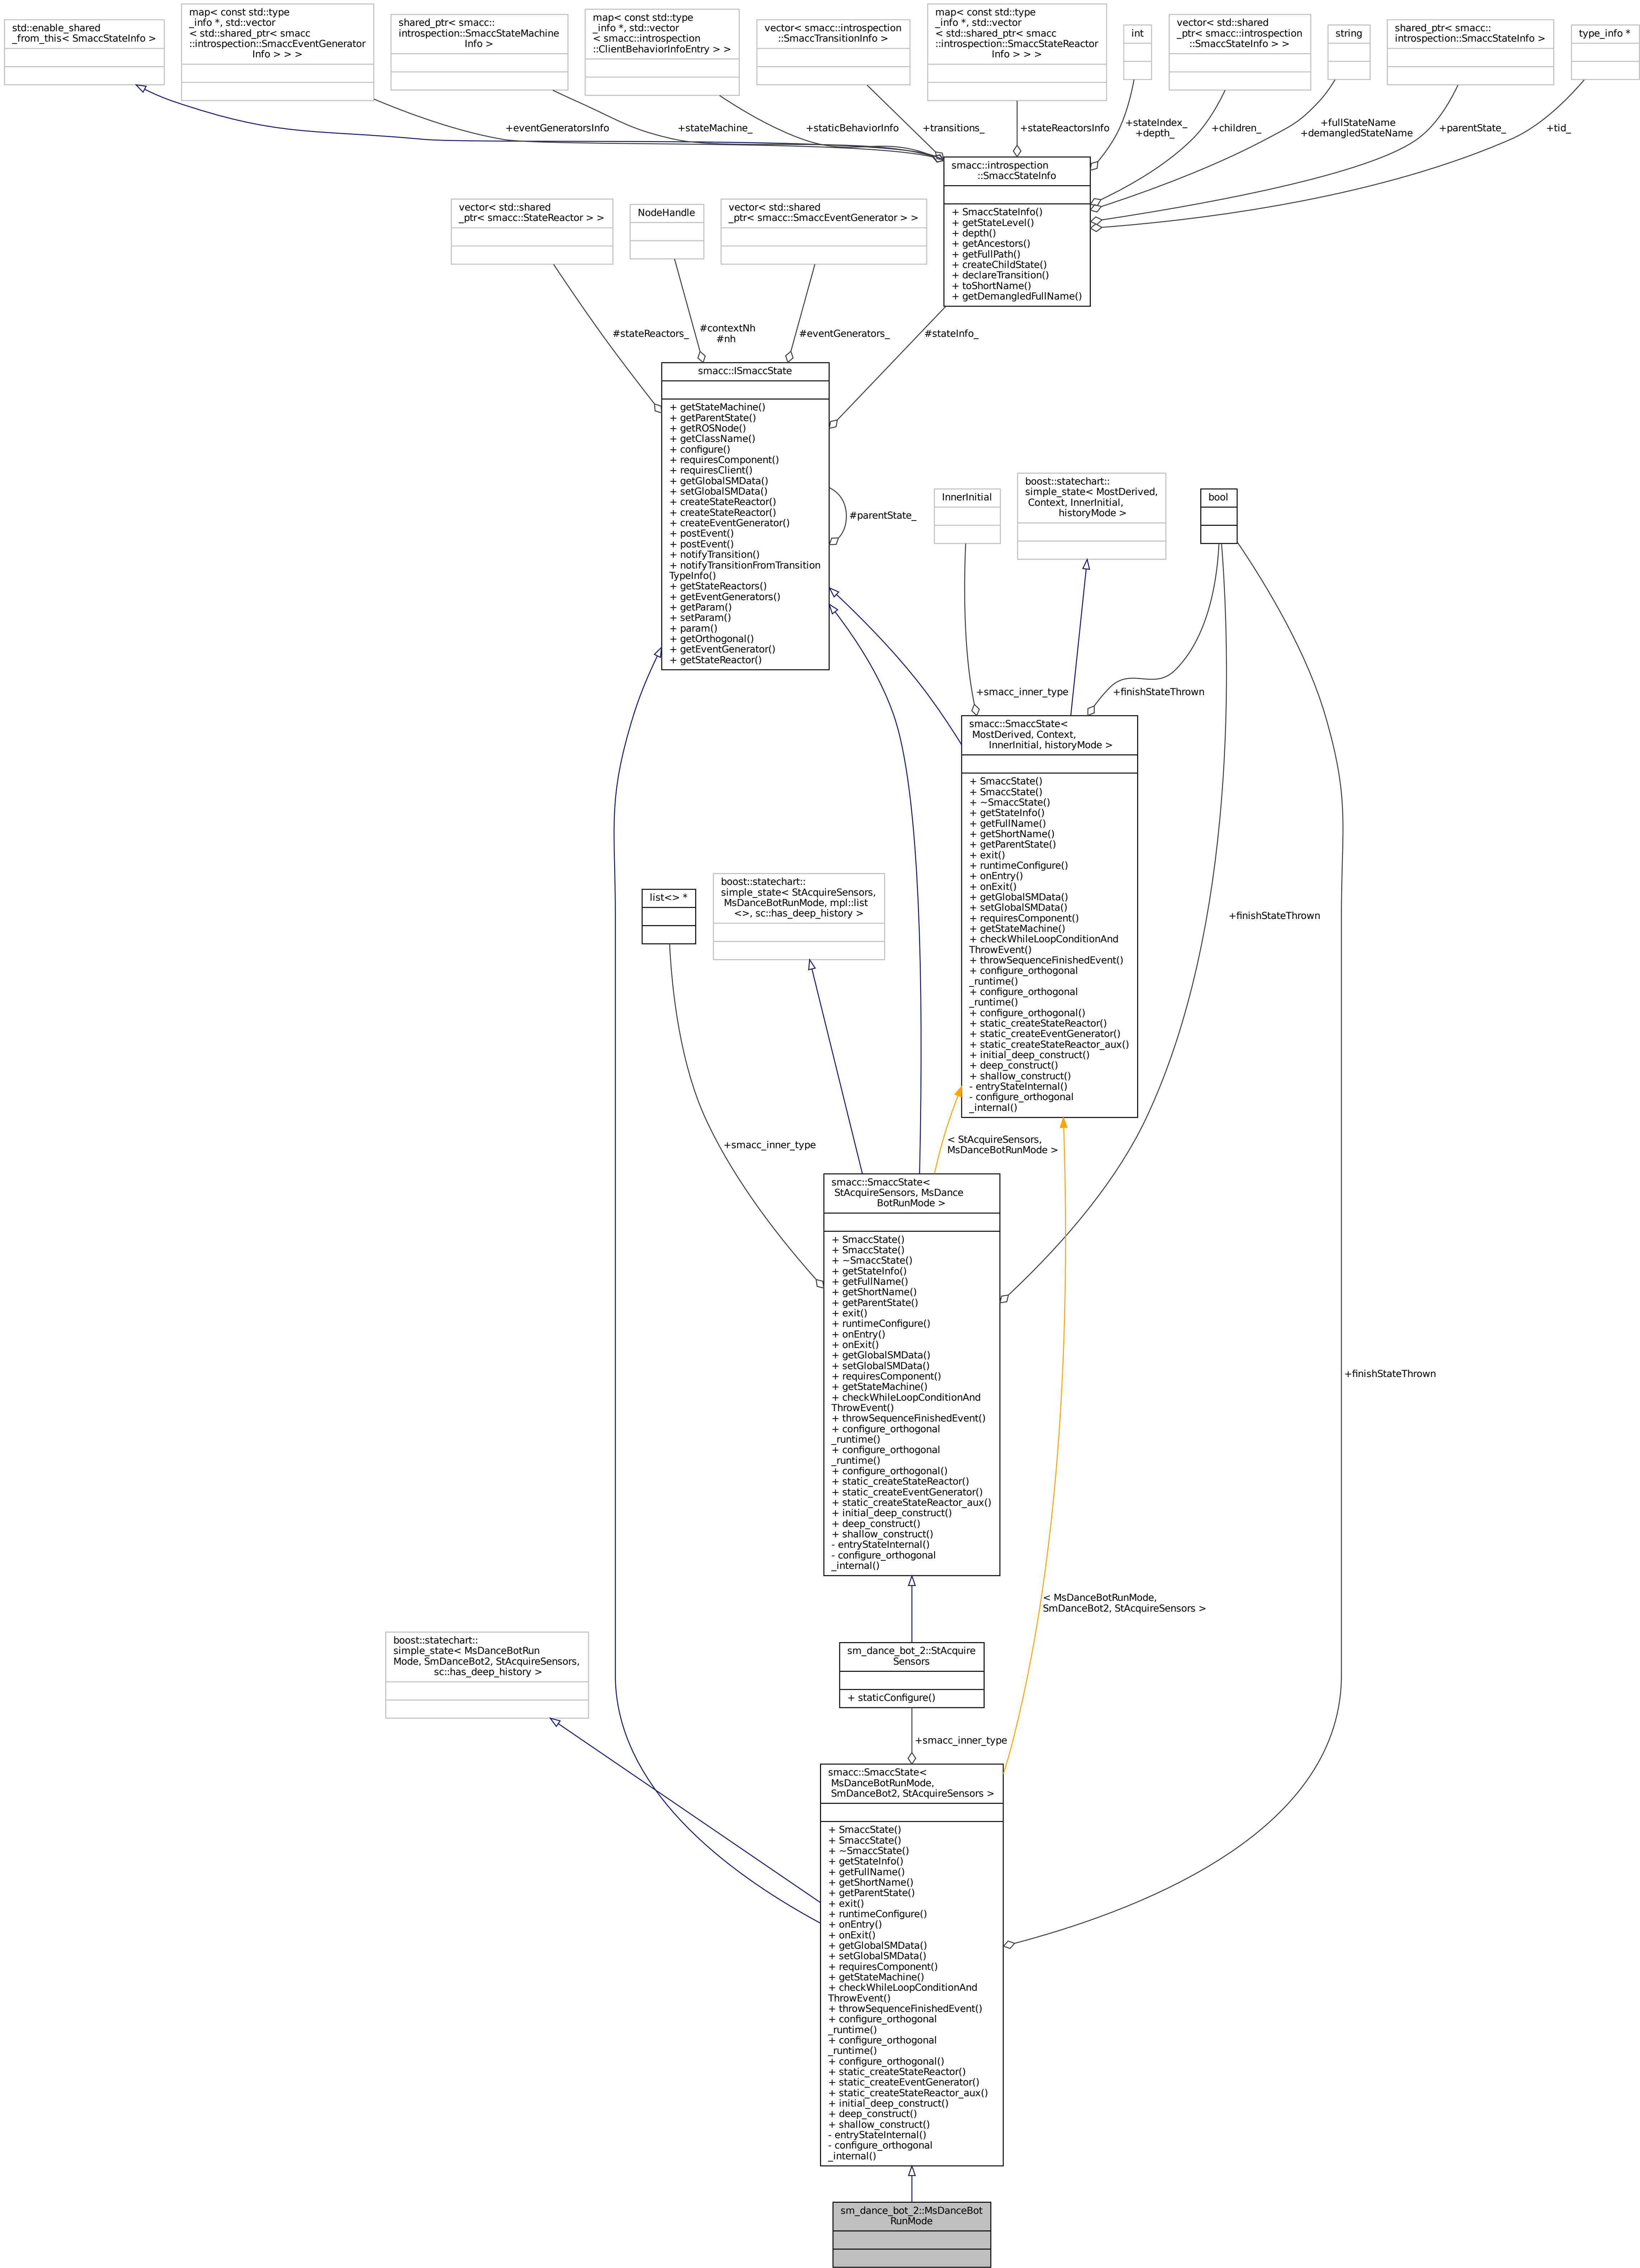 std::enable_shared
_from_this< SmaccStateInfo >
map< const std::type
_info *, std::vector
< std::shared_ptr< smacc
::introspection::SmaccEventGenerator
Info > > >
shared_ptr< smacc::
introspection::SmaccStateMachine
Info >
map< const std::type
_info *, std::vector
< smacc::introspection
::ClientBehaviorInfoEntry > >
vector< smacc::introspection
::SmaccTransitionInfo >
map< const std::type
_info *, std::vector
< std::shared_ptr< smacc
::introspection::SmaccStateReactor
Info > > >
int
vector< std::shared
_ptr< smacc::introspection
::SmaccStateInfo > >
string
shared_ptr< smacc::
introspection::SmaccStateInfo >
type_info *
+eventGeneratorsInfo
+stateMachine_
+staticBehaviorInfo
+transitions_
+stateReactorsInfo
+stateIndex_
+depth_
+children_
+fullStateName
+demangledStateName
+parentState_
+tid_
smacc::introspection
::SmaccStateInfo
+ SmaccStateInfo()
+ getStateLevel()
+ depth()
+ getAncestors()
+ getFullPath()
+ createChildState()
+ declareTransition()
+ toShortName()
+ getDemangledFullName()
vector< std::shared
_ptr< smacc::StateReactor > >
NodeHandle
vector< std::shared
_ptr< smacc::SmaccEventGenerator > >
#stateReactors_
#contextNh
#nh
#eventGenerators_
#stateInfo_
smacc::ISmaccState
+ getStateMachine()
+ getParentState()
+ getROSNode()
+ getClassName()
+ configure()
+ requiresComponent()
+ requiresClient()
+ getGlobalSMData()
+ setGlobalSMData()
+ createStateReactor()
+ createStateReactor()
+ createEventGenerator()
+ postEvent()
+ postEvent()
+ notifyTransition()
+ notifyTransitionFromTransition
TypeInfo()
+ getStateReactors()
+ getEventGenerators()
+ getParam()
+ setParam()
+ param()
+ getOrthogonal()
+ getEventGenerator()
+ getStateReactor()
#parentState_
InnerInitial
boost::statechart::
simple_state< MostDerived,
Context, InnerInitial,
historyMode >
bool
+smacc_inner_type
+finishStateThrown
smacc::SmaccState<
MostDerived, Context,
InnerInitial, historyMode >
+ SmaccState()
+ SmaccState()
+ ~SmaccState()
+ getStateInfo()
+ getFullName()
+ getShortName()
+ getParentState()
+ exit()
+ runtimeConfigure()
+ onEntry()
+ onExit()
+ getGlobalSMData()
+ setGlobalSMData()
+ requiresComponent()
+ getStateMachine()
+ checkWhileLoopConditionAnd
ThrowEvent()
+ throwSequenceFinishedEvent()
+ configure_orthogonal
_runtime()
+ configure_orthogonal
_runtime()
+ configure_orthogonal()
+ static_createStateReactor()
+ static_createEventGenerator()
+ static_createStateReactor_aux()
+ initial_deep_construct()
+ deep_construct()
+ shallow_construct()
- entryStateInternal()
- configure_orthogonal
_internal()
list<> *
boost::statechart::
simple_state< StAcquireSensors,
MsDanceBotRunMode, mpl::list
<>, sc::has_deep_history >
+finishStateThrown
+smacc_inner_type
< StAcquireSensors,
MsDanceBotRunMode >
smacc::SmaccState<
StAcquireSensors, MsDance
BotRunMode >
+ SmaccState()
+ SmaccState()
+ ~SmaccState()
+ getStateInfo()
+ getFullName()
+ getShortName()
+ getParentState()
+ exit()
+ runtimeConfigure()
+ onEntry()
+ onExit()
+ getGlobalSMData()
+ setGlobalSMData()
+ requiresComponent()
+ getStateMachine()
+ checkWhileLoopConditionAnd
ThrowEvent()
+ throwSequenceFinishedEvent()
+ configure_orthogonal
_runtime()
+ configure_orthogonal
_runtime()
+ configure_orthogonal()
+ static_createStateReactor()
+ static_createEventGenerator()
+ static_createStateReactor_aux()
+ initial_deep_construct()
+ deep_construct()
+ shallow_construct()
- entryStateInternal()
- configure_orthogonal
_internal()
+finishStateThrown
< MsDanceBotRunMode,
SmDanceBot2, StAcquireSensors >
boost::statechart::
simple_state< MsDanceBotRun
Mode, SmDanceBot2, StAcquireSensors,
sc::has_deep_history >
sm_dance_bot_2::StAcquire
Sensors
+ staticConfigure()
+smacc_inner_type
smacc::SmaccState<
MsDanceBotRunMode,
SmDanceBot2, StAcquireSensors >
+ SmaccState()
+ SmaccState()
+ ~SmaccState()
+ getStateInfo()
+ getFullName()
+ getShortName()
+ getParentState()
+ exit()
+ runtimeConfigure()
+ onEntry()
+ onExit()
+ getGlobalSMData()
+ setGlobalSMData()
+ requiresComponent()
+ getStateMachine()
+ checkWhileLoopConditionAnd
ThrowEvent()
+ throwSequenceFinishedEvent()
+ configure_orthogonal
_runtime()
+ configure_orthogonal
_runtime()
+ configure_orthogonal()
+ static_createStateReactor()
+ static_createEventGenerator()
+ static_createStateReactor_aux()
+ initial_deep_construct()
+ deep_construct()
+ shallow_construct()
- entryStateInternal()
- configure_orthogonal
_internal()
sm_dance_bot_2::MsDanceBot
RunMode